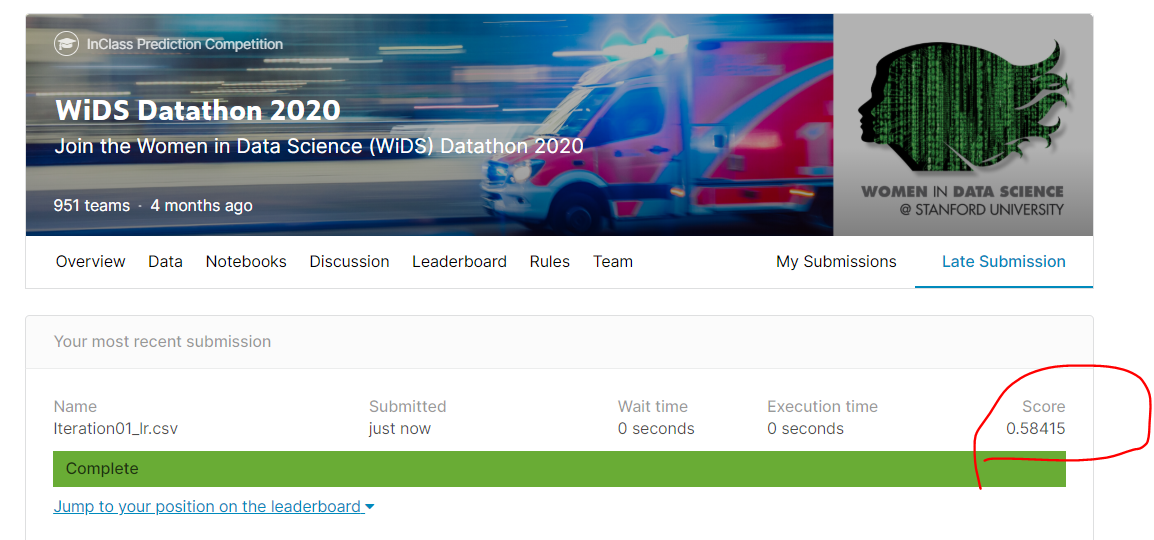 InClass Prediction Competition
WiDS Datathon 2020
Join the Women in Data Science (WiDS) Datathon 2020
951 teams · 4 months ago
WOMEN IN DATA SCIENCE
@ STANFORD UNIVERSITY
Overview Data Notebooks Discussion Leaderboard Rules Team My Submissions Late Submission
Your most recent submission
Name Submitted Wait time Execution time Score
Iteration01_lr.csv just now 0 seconds 0 seconds 0.58415
Complete
Jump to your position on the leaderboard